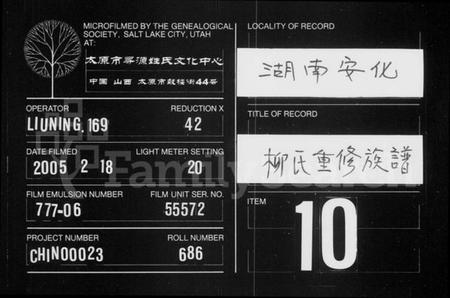 MICROFILMED BY THE GENEALOGICAL
SOCIETY, SALT LAKE CITY, UTAH
AT:
太原市寻源姓氏文化中心
中国 山西 太原市鼓楼街44号
OPERATOR
LIUNING, 169
REDUCTION X
42
DATE FILMED
2005 2-18
LIGHT METER SETTING
20
FILM EMULSION NUMBER
777-06
FILM UNIT SER. NO.
55572
PROJECT NUMBER
CHIN00023
ROLL NUMBER
686
LOCALITY OF RECORD
湖南安化
TITLE OF RECORD
柳氏重修族譜
ITEM
10
FamilySearch